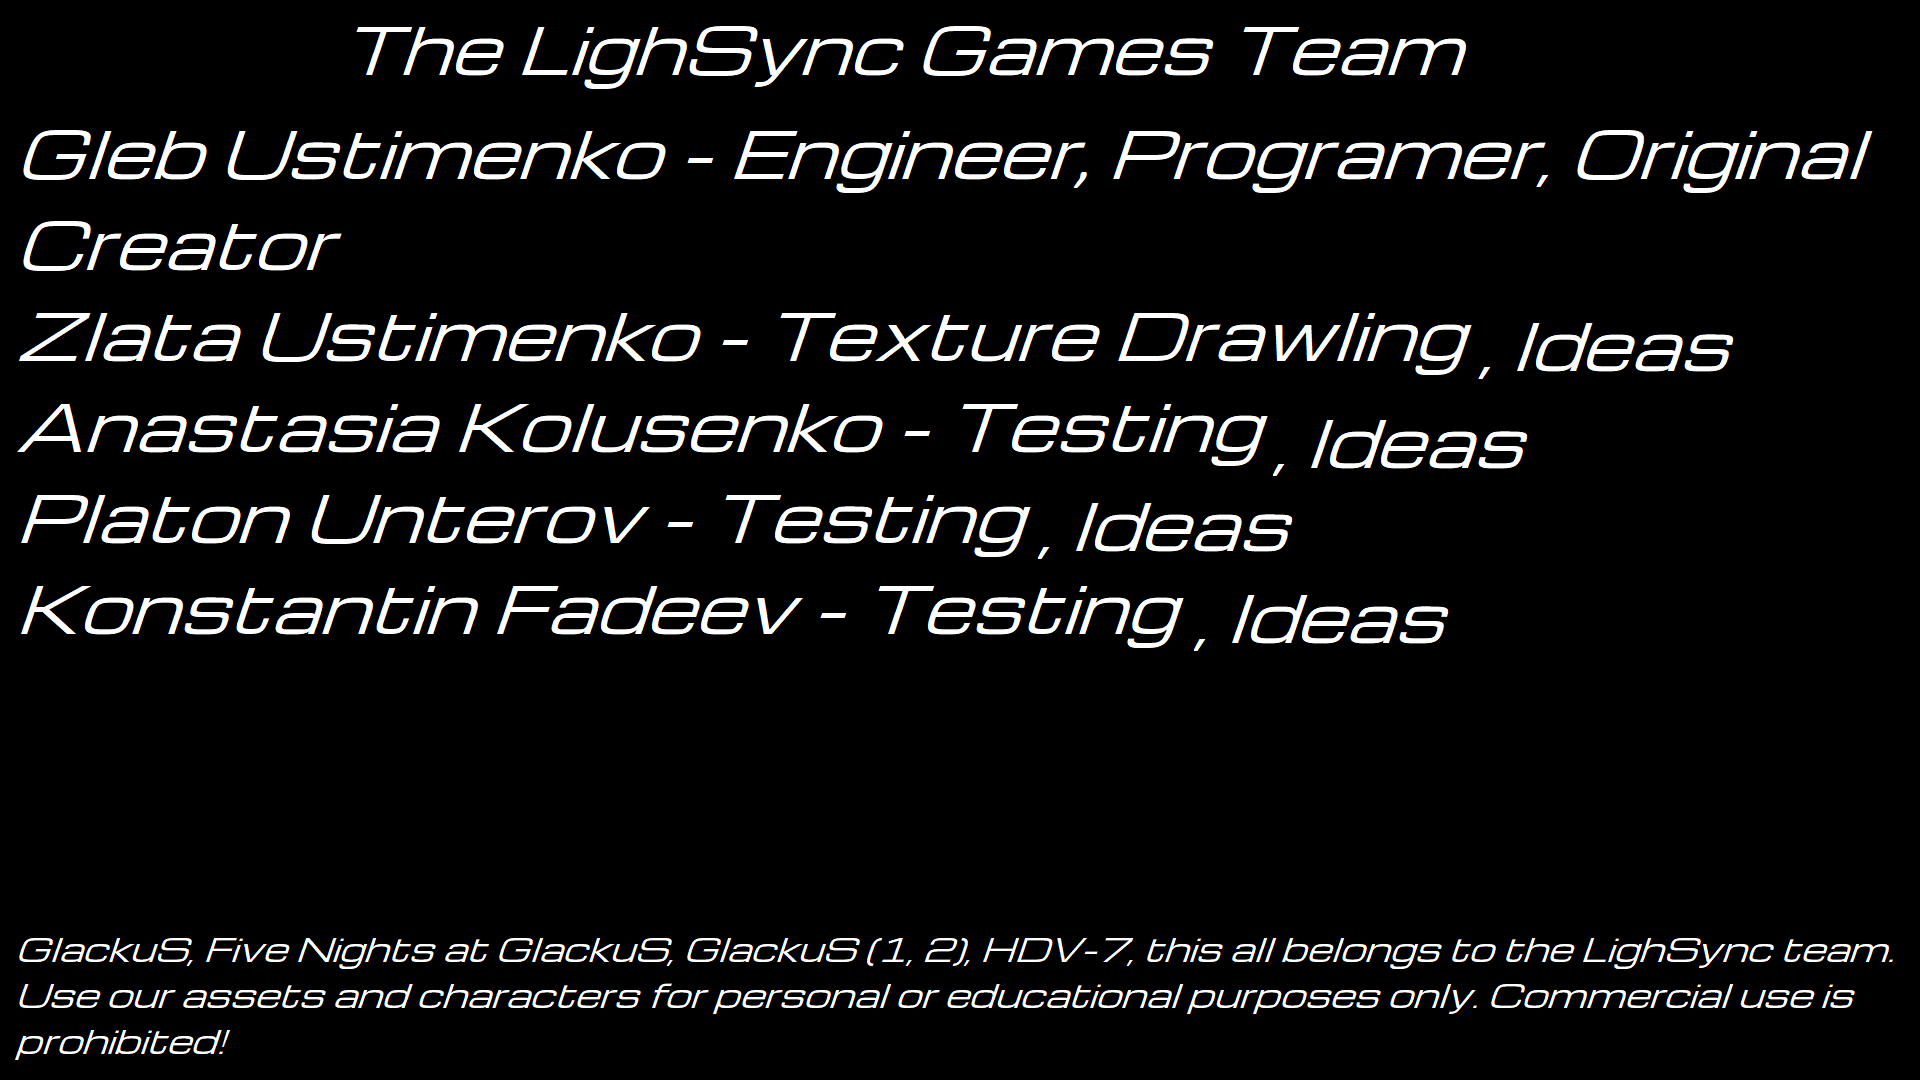 The LighSync Games Team
Gleb Ustimenko - Engineer, Programer, Original
Creator
Zlata Ustimenko - Texture Drawling , Ideas
Anastasia Kolusenko - Testing , Ideas
Platon Unterov - Testing , Ideas
Konstantin Fadeev - Testing , Ideas
GlackuS, Five Nights at GlackuS, GlackuS (1, 2), HDV-7, this all belongs to the LighSync team.
Use our assets and characters for personal or educational purposes only. Commercial use is
prohibited!